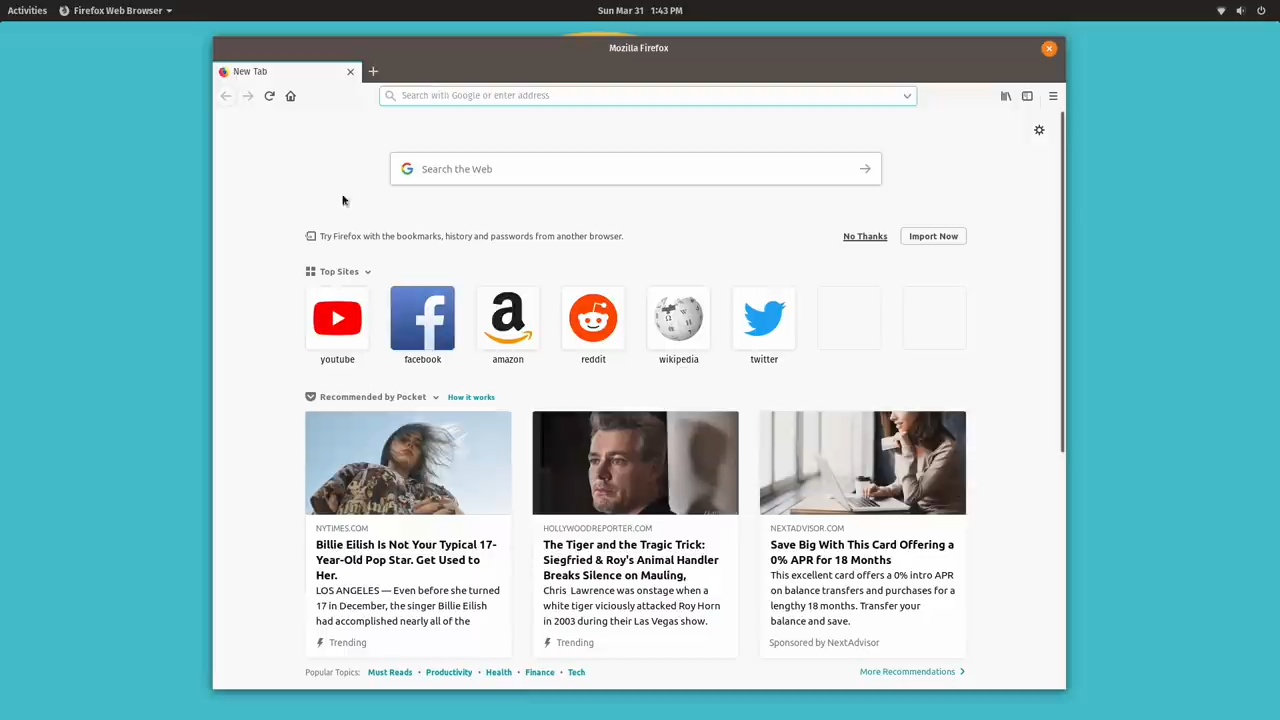 Activities Firefox Web Browser Sun Mar 31 1:43 PM
Mozilla Firefox
New Tab
Search with Google or enter address
Search the Web
Try Firefox with the bookmarks, history and passwords from another browser. No Thanks Import Now
Top Sites
youtube facebook amazon reddit wikipedia twitter
Recommended by Pocket How it works
NYTIMES.COM
Billie Eilish Is Not Your Typical 17-
Year-Old Pop Star. Get Used to
Her.
LOS ANGELES — Even before she turned
17 in December, the singer Billie Eilish
had accomplished nearly all of the
Trending
HOLLYWOODREPORTER.COM
The Tiger and the Tragic Trick:
Siegfried & Roy's Animal Handler
Breaks Silence on Mauling,
Chris Lawrence was onstage when a
white tiger viciously attacked Roy Horn
in 2003 during their Las Vegas show.
Trending
NEXTADVISOR.COM
Save Big With This Card Offering a
0% APR for 18 Months
This excellent card offers a 0% intro APR
on balance transfers and purchases for a
lengthy 18 months. Transfer your
balance and save.
Sponsored by NextAdvisor
Popular Topics: Must Reads • Productivity • Health • Finance • Tech More Recommendations